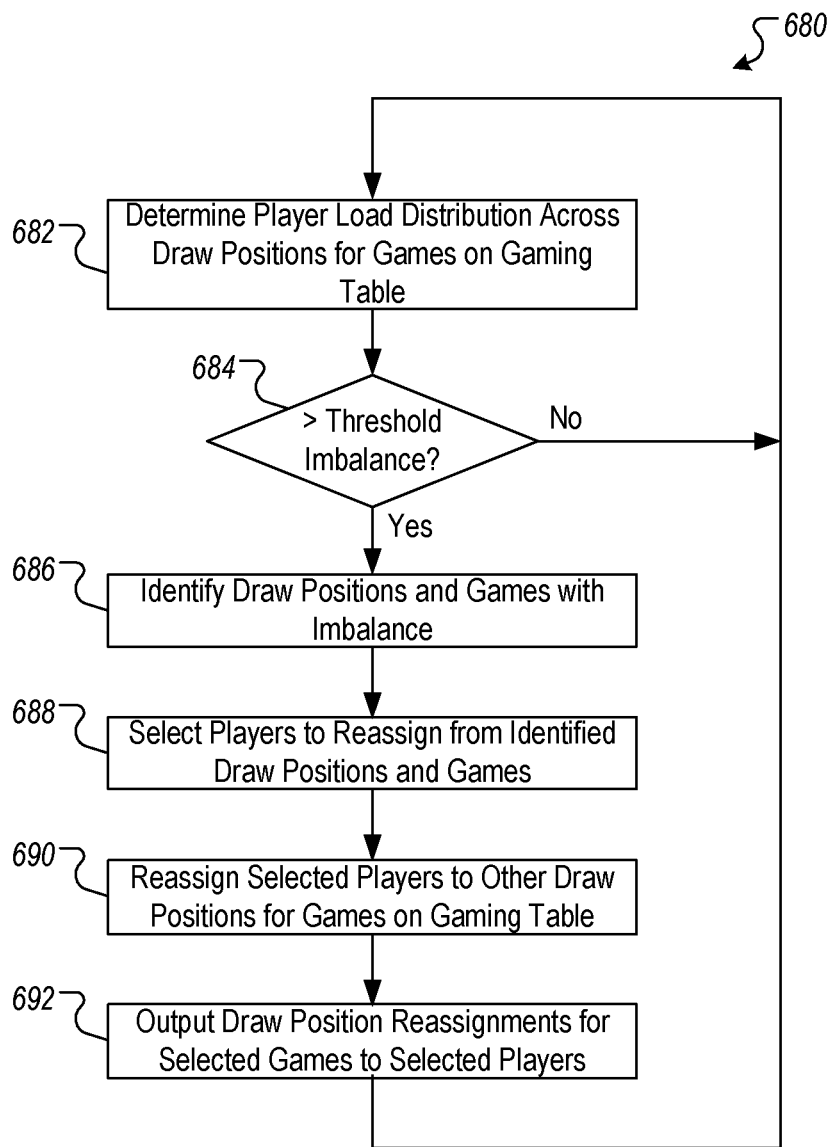 680
682
Determine Player Load Distribution Across
Draw Positions for Games on Gaming
Table
684
> Threshold
Imbalance?
No
Yes
686
Identify Draw Positions and Games with
Imbalance
688
Select Players to Reassign from Identified
Draw Positions and Games
690
Reassign Selected Players to Other Draw
Positions for Games on Gaming Table
692
Output Draw Position Reassignments for
Selected Games to Selected Players